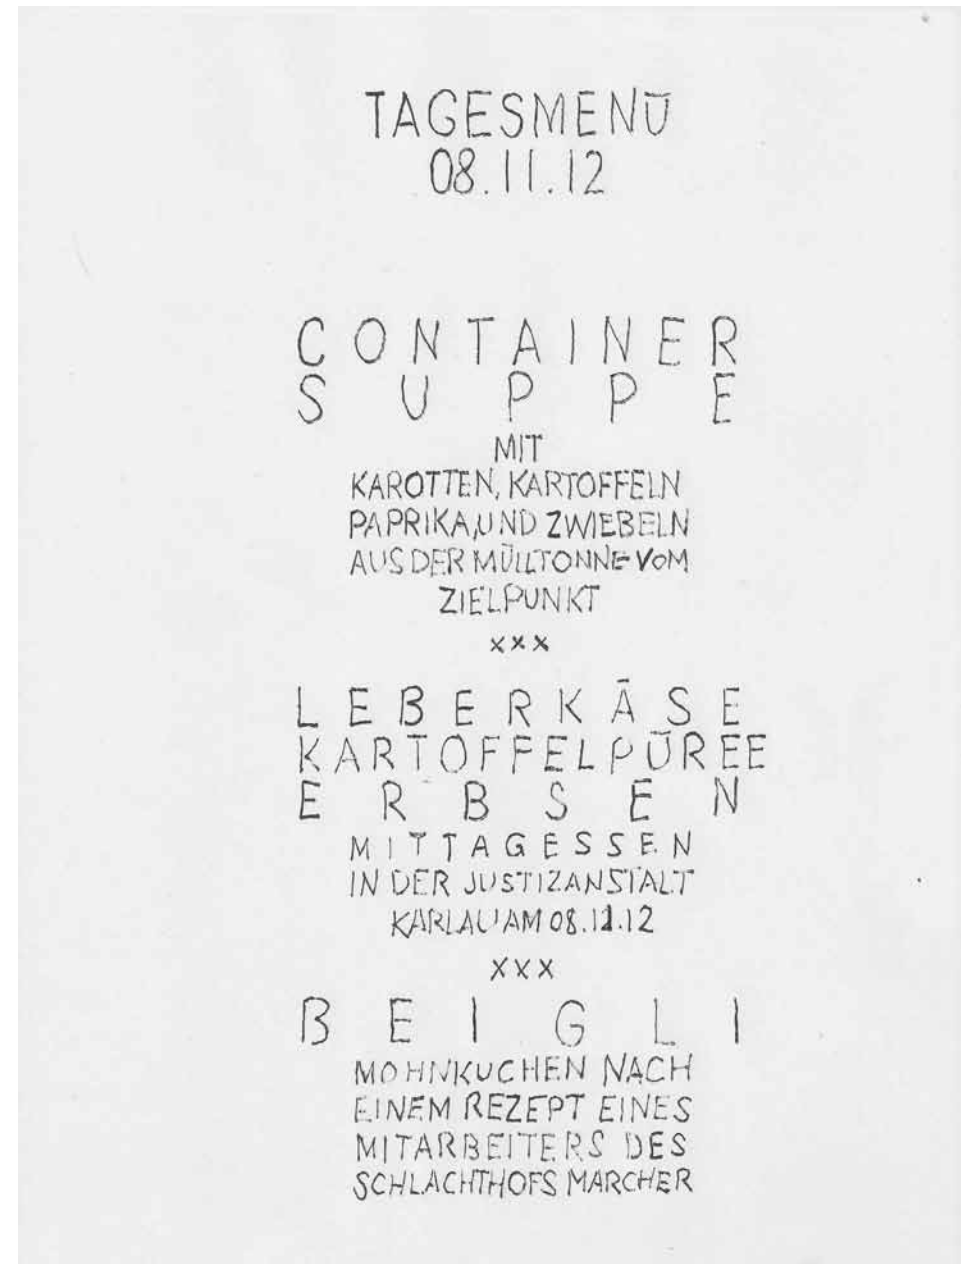 TAGESMENÜ
08.11.12
CONTAINER
SUPPE
MIT
KAROTTEN, KARTOFFELN
PAPRIKA, UND ZWIEBELN
AUS DER MÜLLTONNE VOM
ZIELPUNKT
xxx
LEBERKÄSE
KARTOFFELPÜREE
ERBSEN
MITTAGESSEN
IN DER JUSTIZANSTALT
KARLAU AM 08.11.12
xxx
BEIGLI
MOHNKUCHEN NACH
EINEM REZEPT EINES
MITARBEITERS DES
SCHLACHTHOFS MARCHER